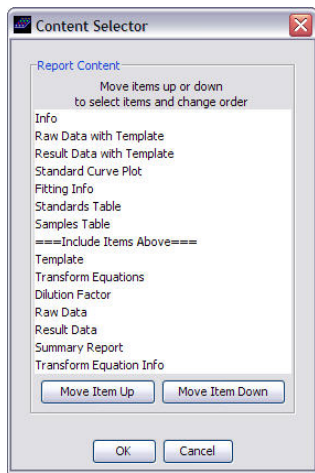 Content Selector
Report Content
Move items up or down
to select items and change order
Info
Raw Data with Template
Result Data with Template
Standard Curve Plot
Fitting Info
Standards Table
Samples Table
===Include Items Above===
Template
Transform Equations
Dilution Factor
Raw Data
Result Data
Summary Report
Transform Equation Info
Move Item Up Move Item Down
OK Cancel